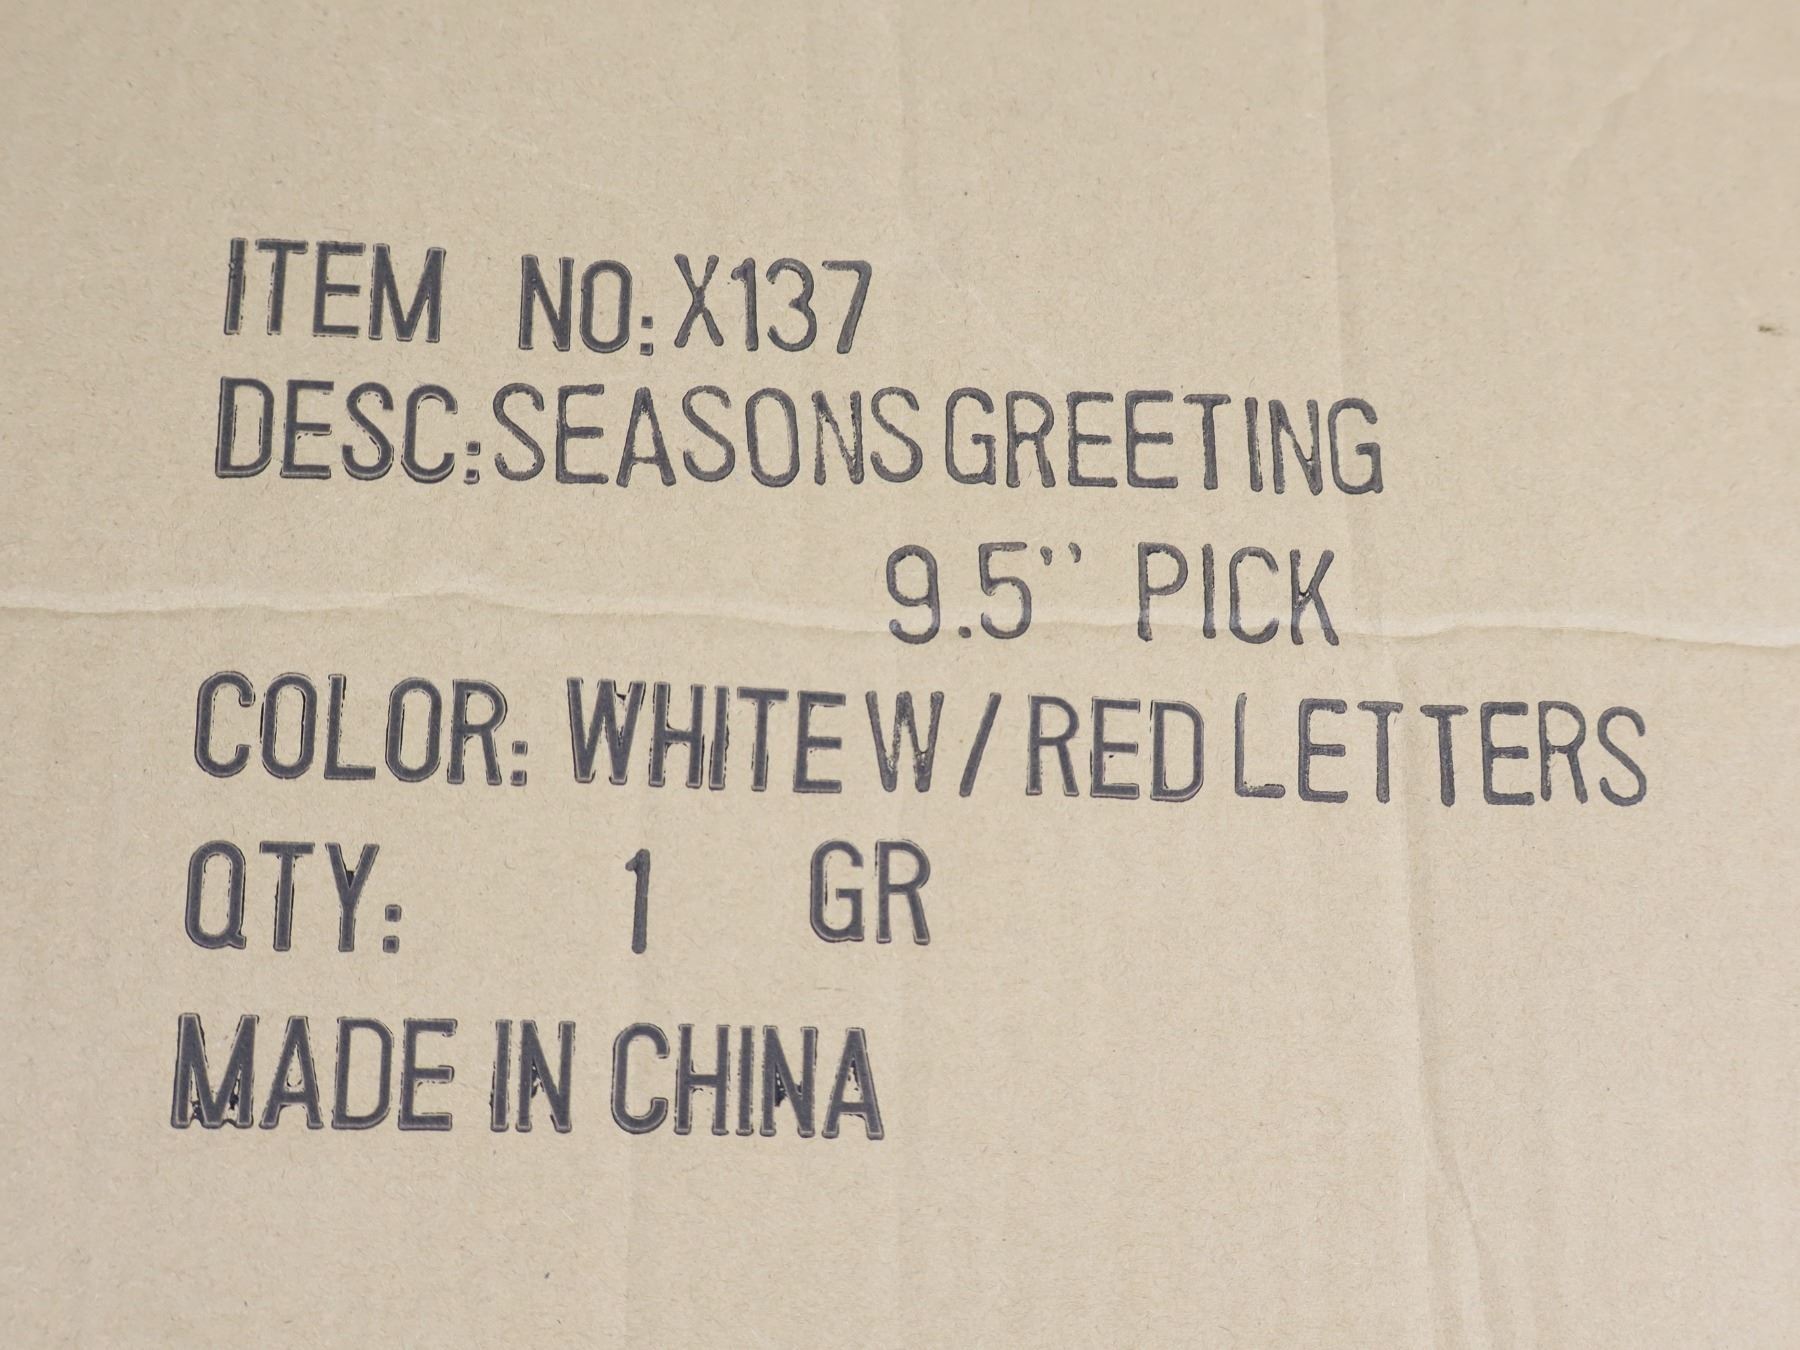 ITEM NO: X137
DESC: SEASONS GREETING
9.5" PICK
COLOR: WHITE W/ RED LETTERS
QTY: 1 GR
MADE IN CHINA